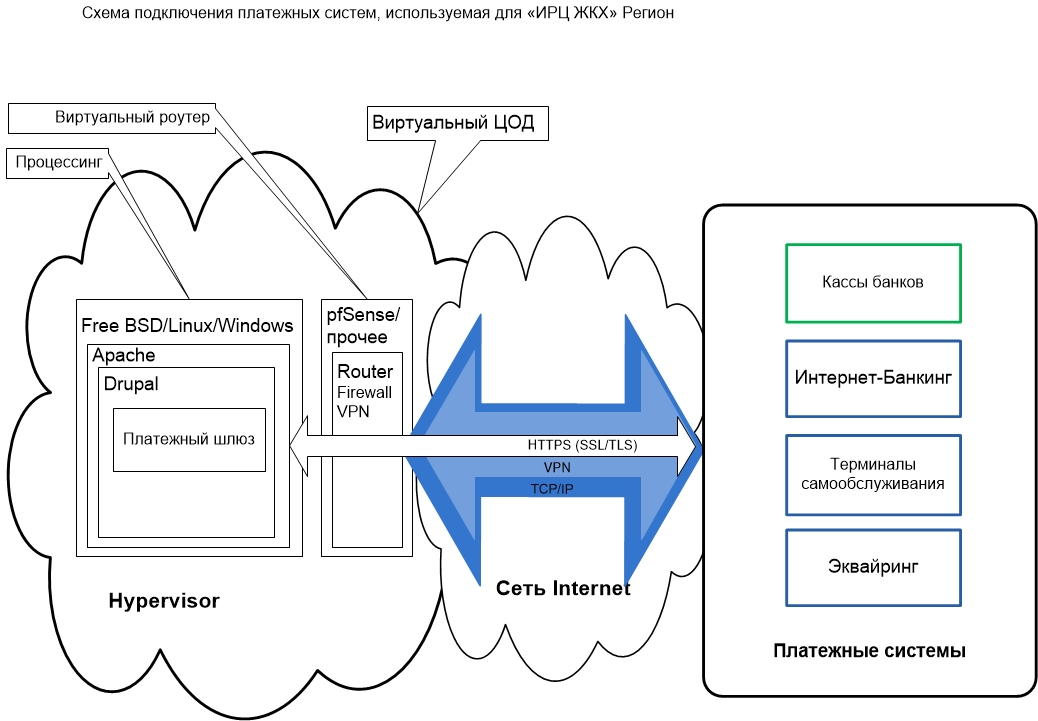 Схема подключения платежных систем, используемая для «ИРЦ ЖКХ» Регион
Виртуальный роутер
Виртуальный ЦОД
Процессинг
Free BSD/Linux/Windows
Apache
Drupal
Платежный шлюз
pfSense/
прочее
Router
Firewall
VPN
Hypervisor
HTTPS (SSL/TLS)
VPN
TCP/IP
Сеть Internet
Кассы банков
Интернет-Банкинг
Терминалы
самообслуживания
Эквайринг
Платежные системы